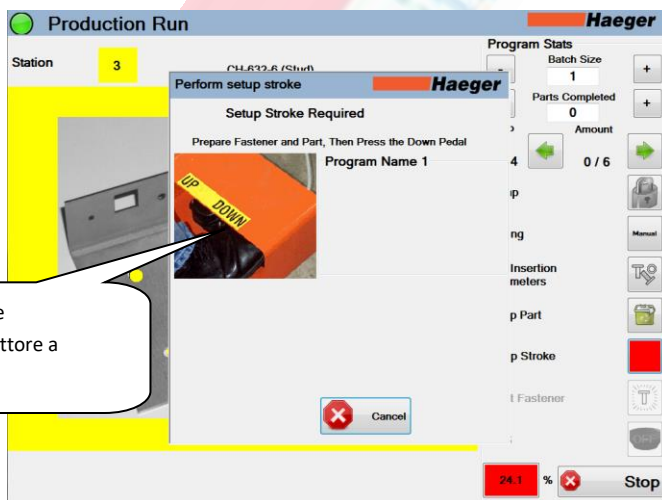 Production Run
Haeger
Station
3
CH-632-6 (Stud)
Program Stats
Batch Size
-
1
+
Parts Completed
0
+
Amount
4
0 / 6
Manual
Insertion
Part
Stroke
Fastener
T
OFF
24.1 %
Stop
Perform setup stroke
Haeger
Setup Stroke Required
Prepare Fastener and Part, Then Press the Down Pedal
Program Name 1
UP DOWN
Cancel
a